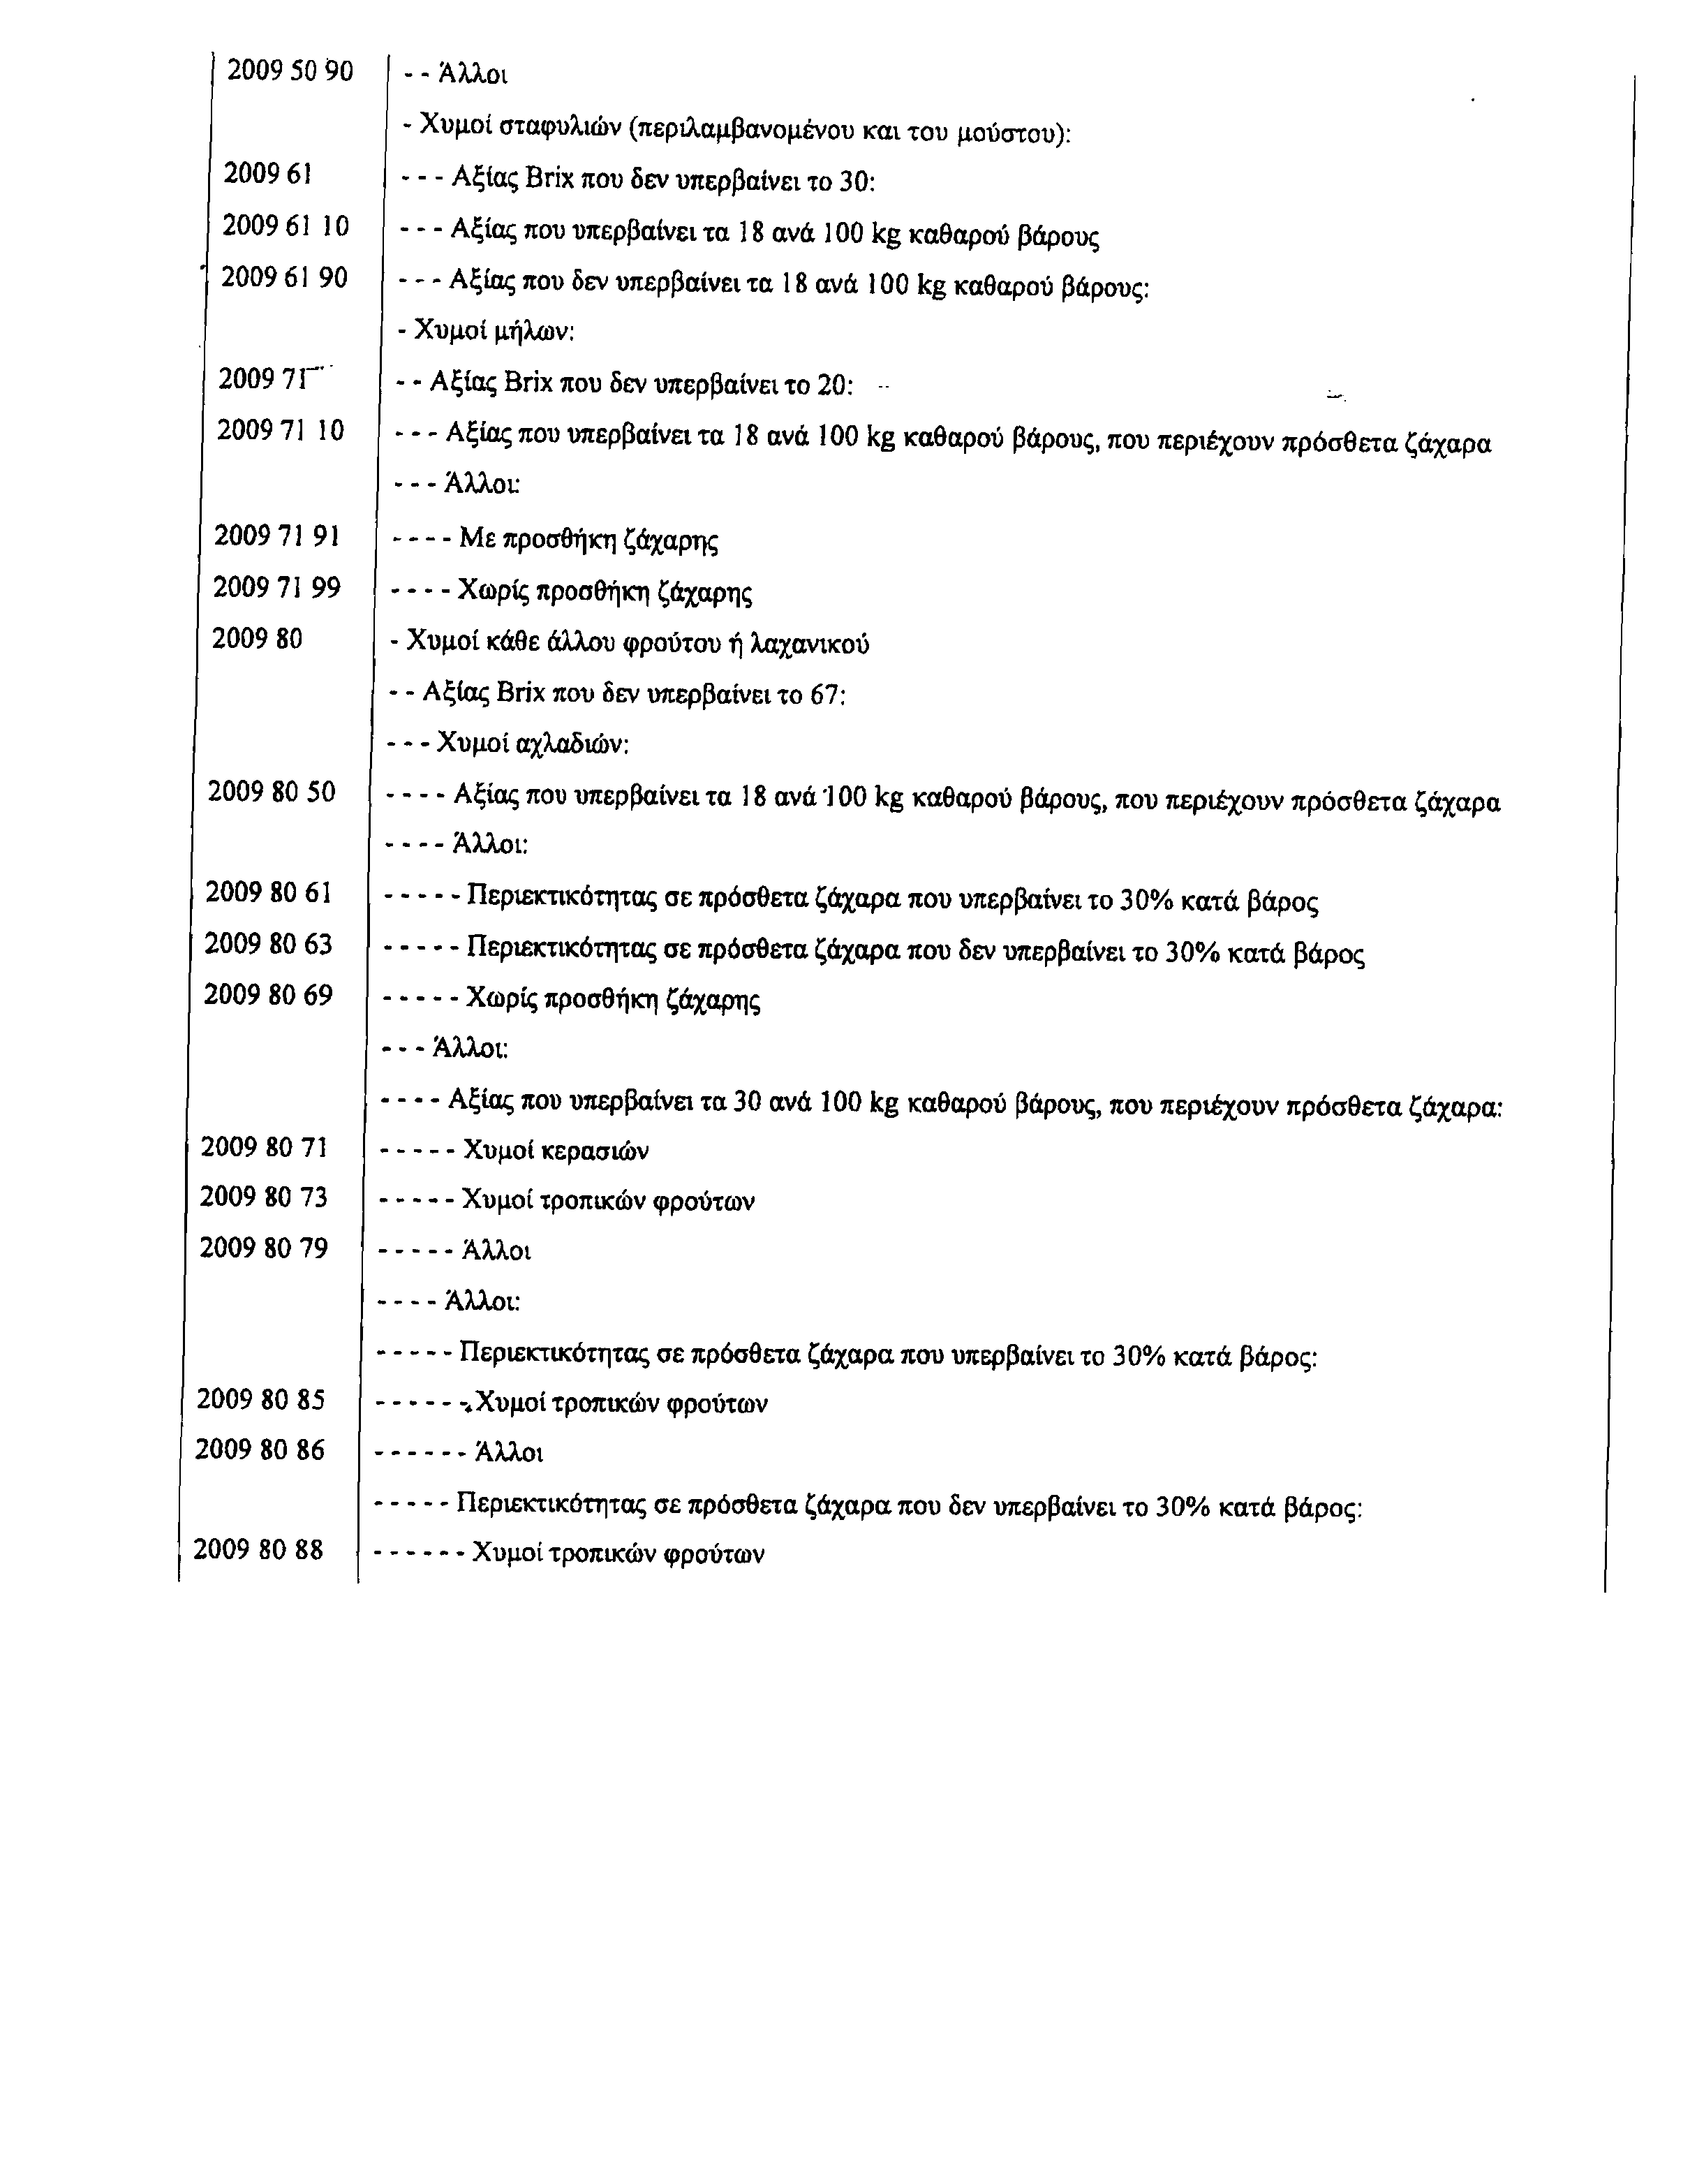 2009 50 90 - - Άλλοι
- Χυμοί σταφυλιών (περιλαμβανομένου και του μούστου):
2009 61 - - - Αξίας Brix που δεν υπερβαίνει το 30:
2009 61 10 - - - Αξίας που υπερβαίνει τα 18 ανά 100 kg καθαρού βάρους
2009 61 90 - - - Αξίας που δεν υπερβαίνει τα 18 ανά 100 kg καθαρού βάρους:
- Χυμοί μήλων:
2009 71 - - Αξίας Brix που δεν υπερβαίνει το 20:
2009 71 10 - - - Αξίας που υπερβαίνει τα 18 ανά 100 kg καθαρού βάρους, που περιέχουν πρόσθετα ζάχαρα
- - - Άλλοι:
2009 71 91 - - - - Με προσθήκη ζάχαρης
2009 71 99 - - - - Χωρίς προσθήκη ζάχαρης
2009 80 - Χυμοί κάθε άλλου φρούτου ή λαχανικού
- - Αξίας Brix που δεν υπερβαίνει το 67:
- - - Χυμοί αχλαδιών:
2009 80 50 - - - - Αξίας που υπερβαίνει τα 18 ανά 100 kg καθαρού βάρους, που περιέχουν πρόσθετα ζάχαρα
- - - - Άλλοι:
2009 80 61 - - - - - Περιεκτικότητας σε πρόσθετα ζάχαρα που υπερβαίνει το 30% κατά βάρος
2009 80 63 - - - - - Περιεκτικότητας σε πρόσθετα ζάχαρα που δεν υπερβαίνει το 30% κατά βάρος
2009 80 69 - - - - - Χωρίς προσθήκη ζάχαρης
- - - Άλλοι:
- - - - Αξίας που υπερβαίνει τα 30 ανά 100 kg καθαρού βάρους, που περιέχουν πρόσθετα ζάχαρα:
2009 80 71 - - - - - Χυμοί κερασιών
2009 80 73 - - - - - Χυμοί τροπικών φρούτων
2009 80 79 - - - - - Άλλοι
- - - - Άλλοι:
- - - - - Περιεκτικότητας σε πρόσθετα ζάχαρα που υπερβαίνει το 30% κατά βάρος:
2009 80 85 - - - - - - Χυμοί τροπικών φρούτων
2009 80 86 - - - - - - Άλλοι
- - - - - Περιεκτικότητας σε πρόσθετα ζάχαρα που δεν υπερβαίνει το 30% κατά βάρος:
2009 80 88 - - - - - - Χυμοί τροπικών φρούτων